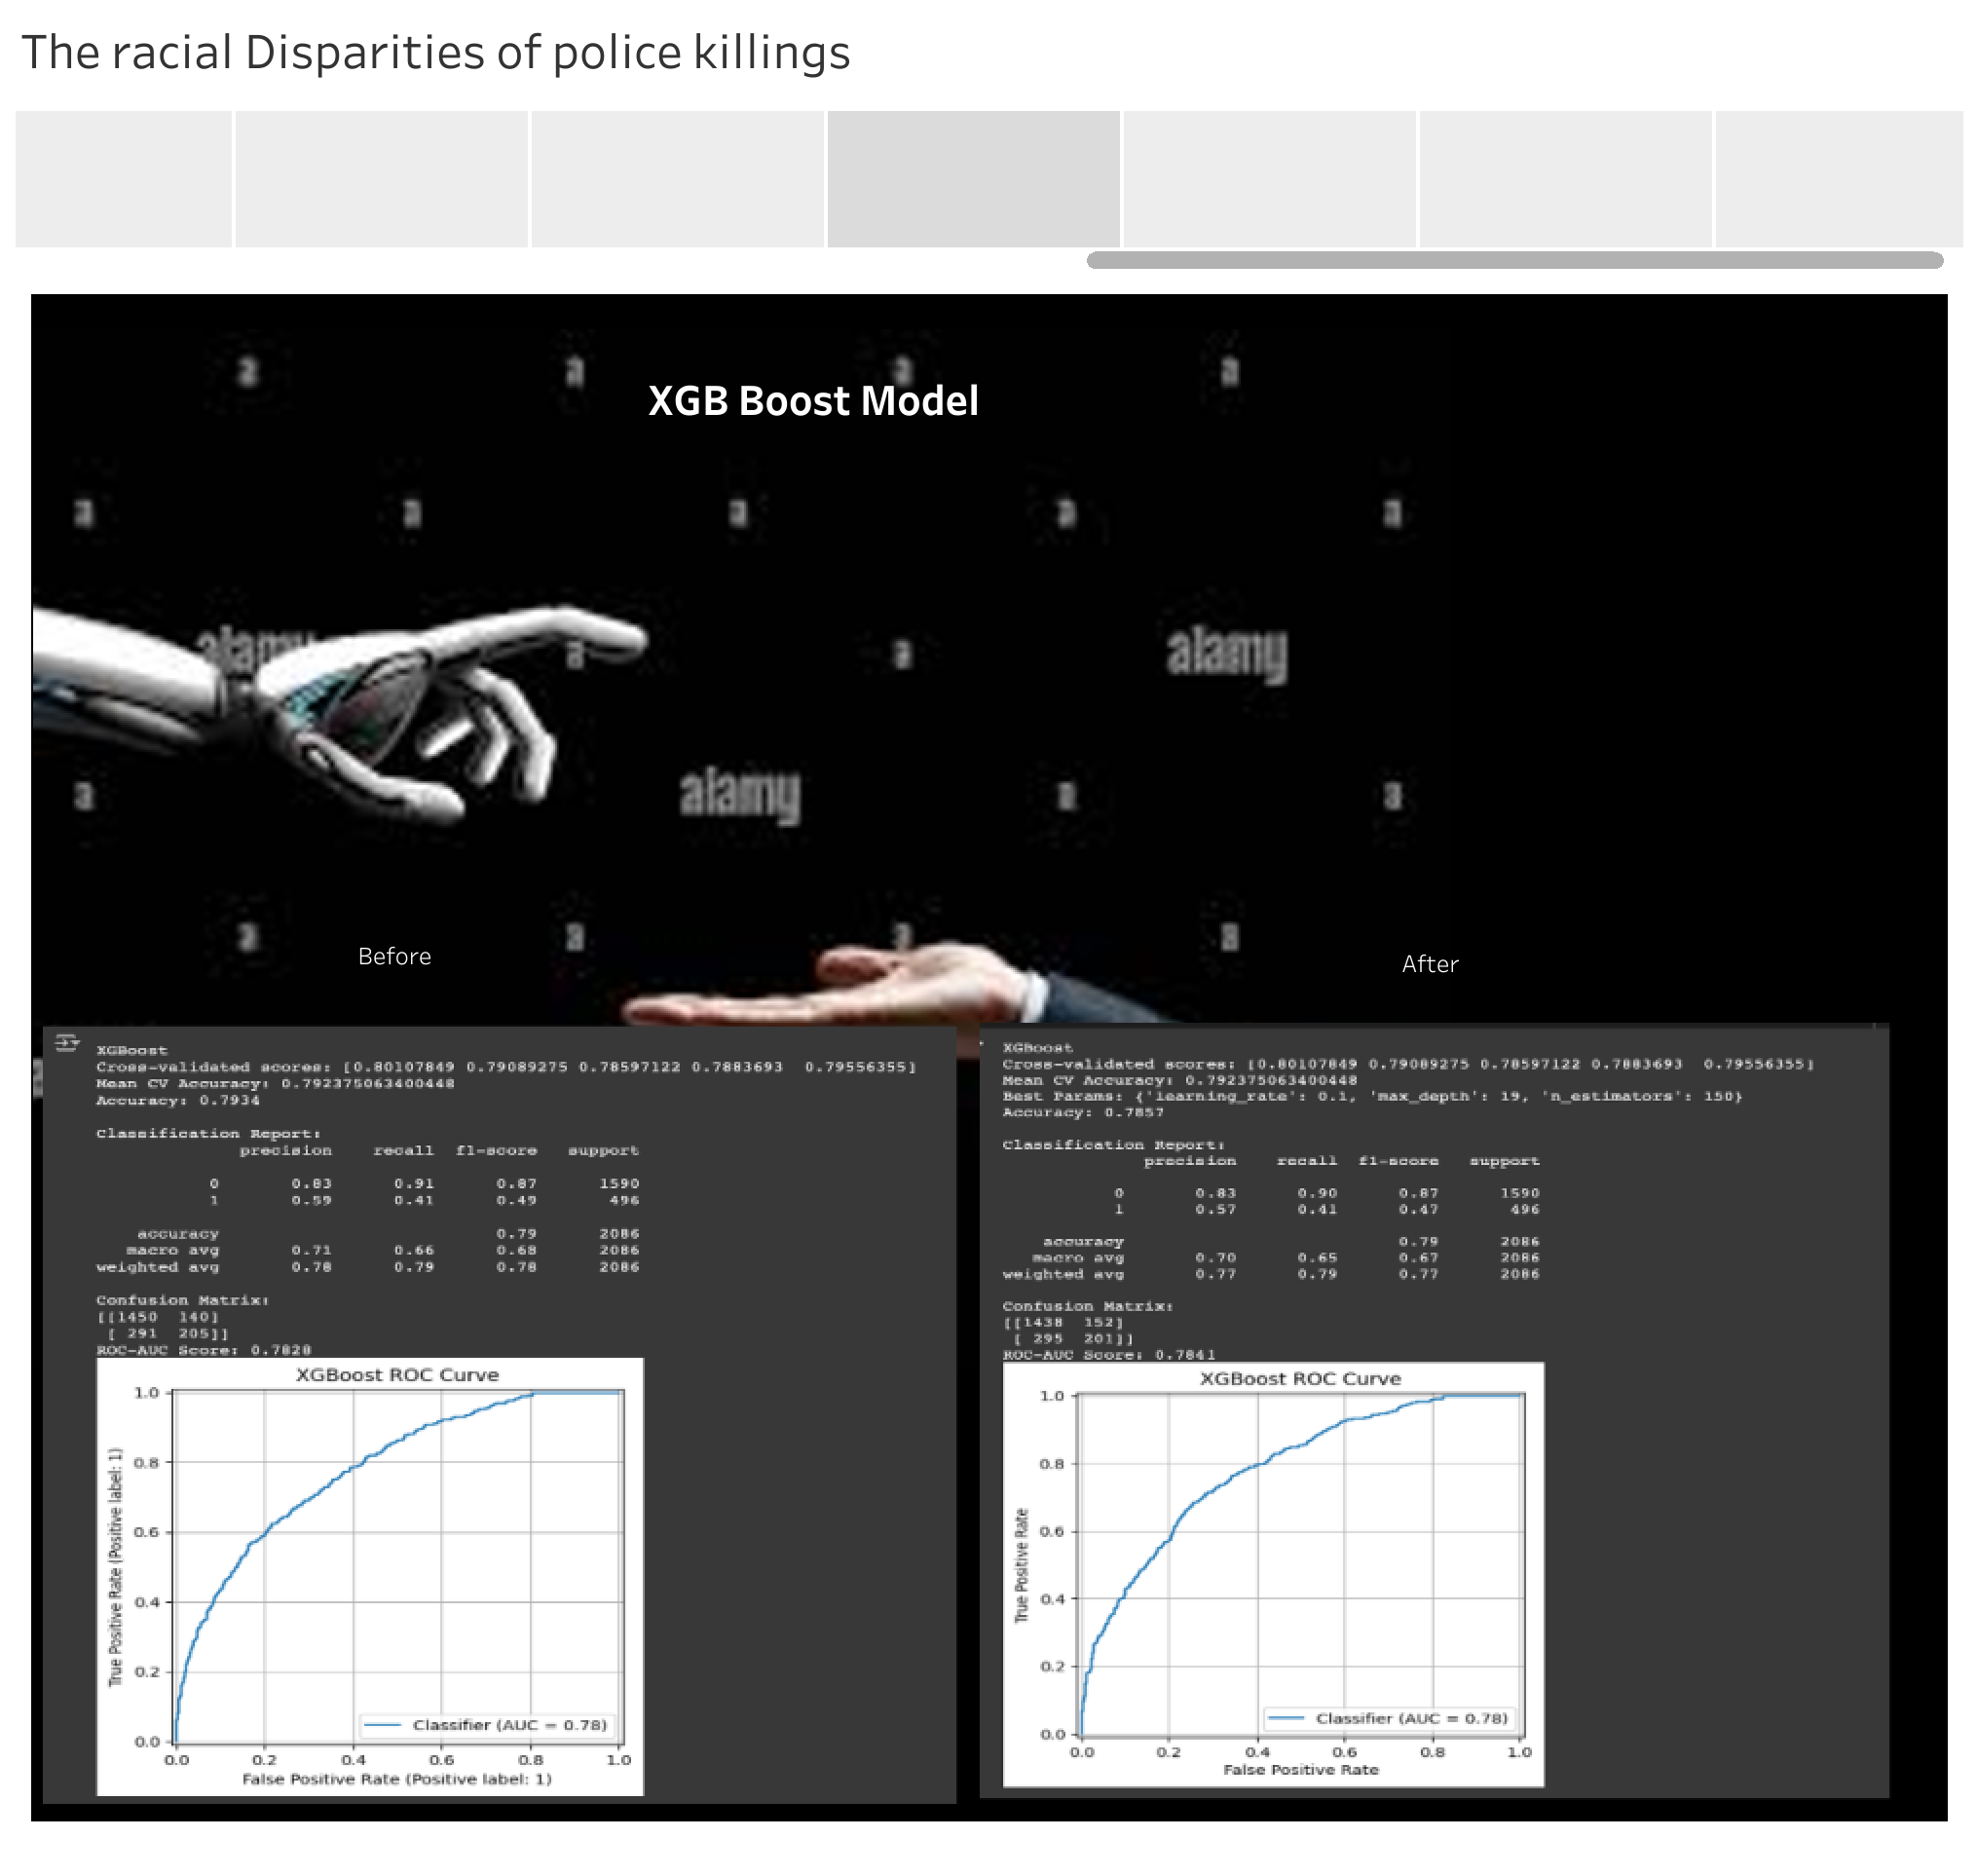 The racial Disparities of police killings
XGB Boost Model
a a a a
a a a a a
alamy a a alamy
a alamy a a
a a a a
Before
After
XGBoost
Cross-validated scores: [0.80107849 0.79089275 0.78597122 0.7883693 0.79556355]
Mean CV Accuracy: 0.792375063400448
Accuracy: 0.7934
Classification Report:
precision recall f1-score support
0 0.83 0.91 0.87 1590
1 0.59 0.41 0.49 496
accuracy 0.79 2086
macro avg 0.71 0.66 0.68 2086
weighted avg 0.78 0.79 0.78 2086
Confusion Matrix:
[[1450 140]
[ 291 205]]
ROC-AUC Score: 0.7828
XGBoost ROC Curve
True Positive Rate (Positive label: 1)
1.0
0.8
0.6
0.4
0.2
0.0
Classifier (AUC = 0.78)
0.0 0.2 0.4 0.6 0.8 1.0
False Positive Rate (Positive label: 1)
XGBoost
Cross-validated scores: [0.80107849 0.79089275 0.78597122 0.7883693 0.79556355]
Mean CV Accuracy: 0.792375063400448
Best Params: {'learning_rate': 0.1, 'max_depth': 19, 'n_estimators': 150}
Accuracy: 0.7857
Classification Report:
precision recall f1-score support
0 0.83 0.90 0.87 1590
1 0.57 0.41 0.47 496
accuracy 0.79 2086
macro avg 0.70 0.65 0.67 2086
weighted avg 0.77 0.79 0.77 2086
Confusion Matrix:
[[1438 152]
[ 295 201]]
ROC-AUC Score: 0.7841
XGBoost ROC Curve
True Positive Rate
1.0
0.8
0.6
0.4
0.2
0.0
Classifier (AUC = 0.78)
0.0 0.2 0.4 0.6 0.8 1.0
False Positive Rate